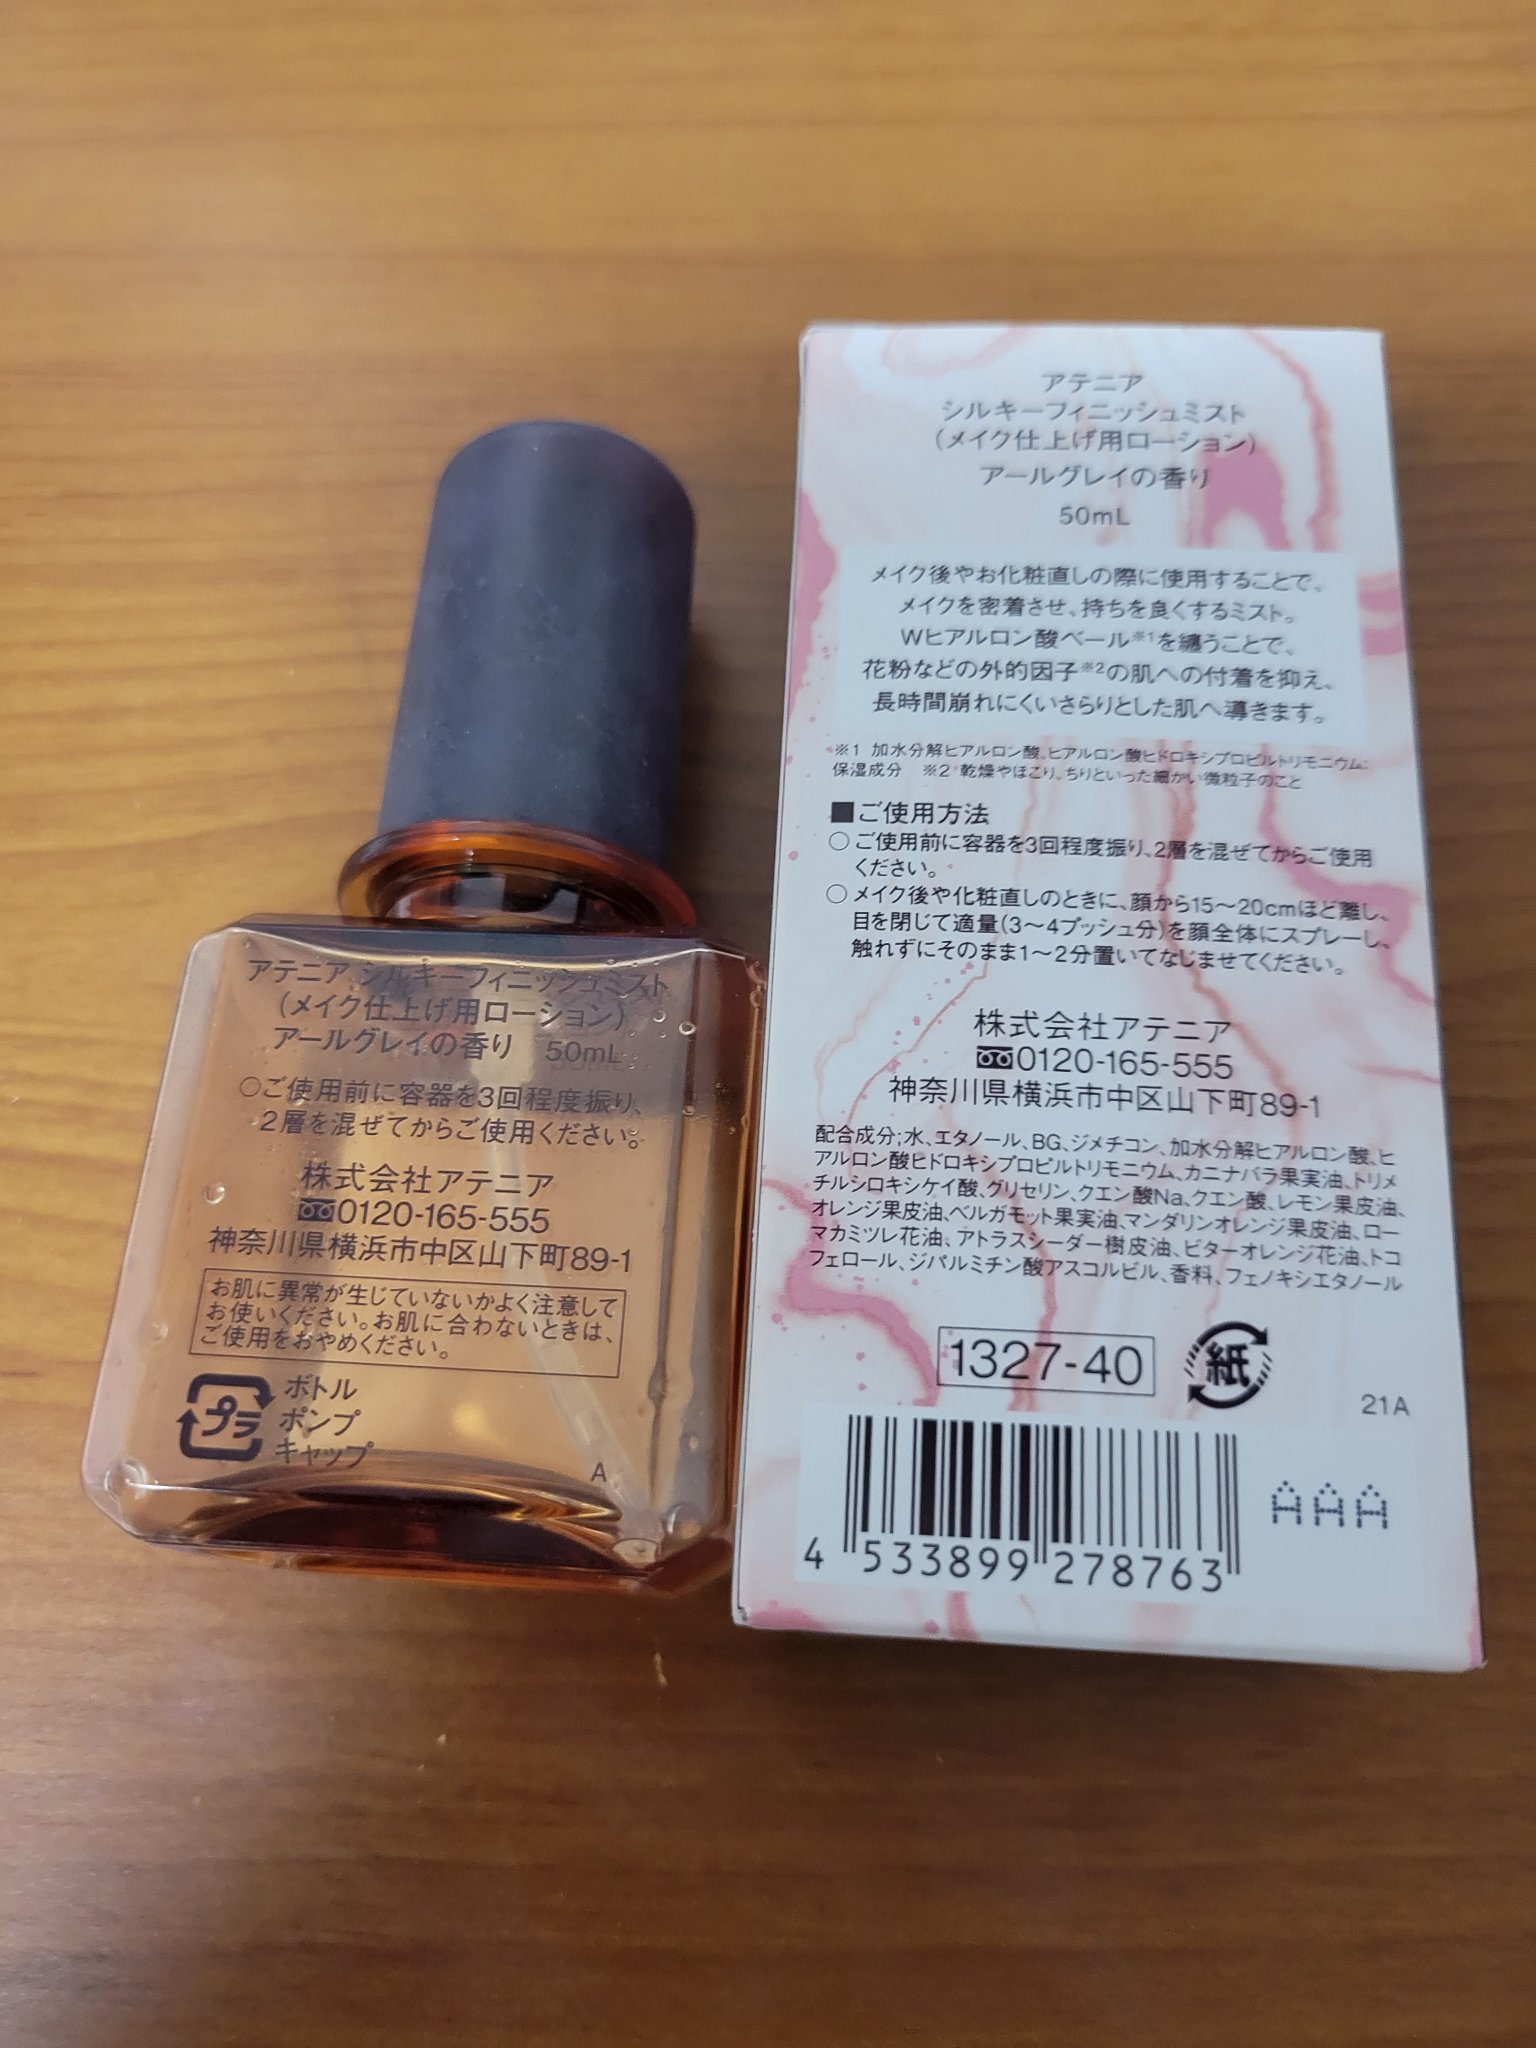 アテニア シルキーフィニッシュミスト
(メイク仕上げ用ローション)
アールグレイの香り 50mL
○ご使用前に容器を3回程度振り、
2層を混ぜてからご使用ください。
株式会社アテニア
0120-165-555
神奈川県横浜市中区山下町89-1
お肌に異常が生じていないかよく注意して
お使いください。お肌に合わないときは、
ご使用をおやめください。
プラ
ボトル
ポンプ
キャップ
A
アテニア
シルキーフィニッシュミスト
(メイク仕上げ用ローション)
アールグレイの香り
50mL
メイク後やお化粧直しの際に使用することで、
メイクを密着させ、持ちを良くするミスト。
Wヒアルロン酸ベール※1を纏うことで、
花粉などの外的因子※2の肌への付着を抑え、
長時間崩れにくいさらりとした肌へ導きます。
※1 加水分解ヒアルロン酸、ヒアルロン酸ヒドロキシプロピルトリモニウム:
保湿成分 ※2 乾燥やほこり、ちりといった細かい微粒子のこと
■ご使用方法
○ご使用前に容器を3回程度振り、2層を混ぜてからご使用
ください。
○メイク後や化粧直しのときに、顔から15～20cmほど離し、
目を閉じて適量(3～4プッシュ分)を顔全体にスプレーし、
触れずにそのまま1～2分置いてなじませてください。
株式会社アテニア
0120-165-555
神奈川県横浜市中区山下町89-1
配合成分;水、エタノール、BG、ジメチコン、加水分解ヒアルロン酸、ヒ
アルロン酸ヒドロキシプロピルトリモニウム、カニナバラ果実油、トリメ
チルシロキシケイ酸、グリセリン、クエン酸Na、クエン酸、レモン果皮油、
オレンジ果皮油、ベルガモット果実油、マンダリンオレンジ果皮油、ロー
マカミツレ花油、アトラスシーダー樹皮油、ビターオレンジ花油、トコ
フェロール、ジパルミチン酸アスコルビル、香料、フェノキシエタノール
1327-40
紙
21A
AAA
4 533899 278763